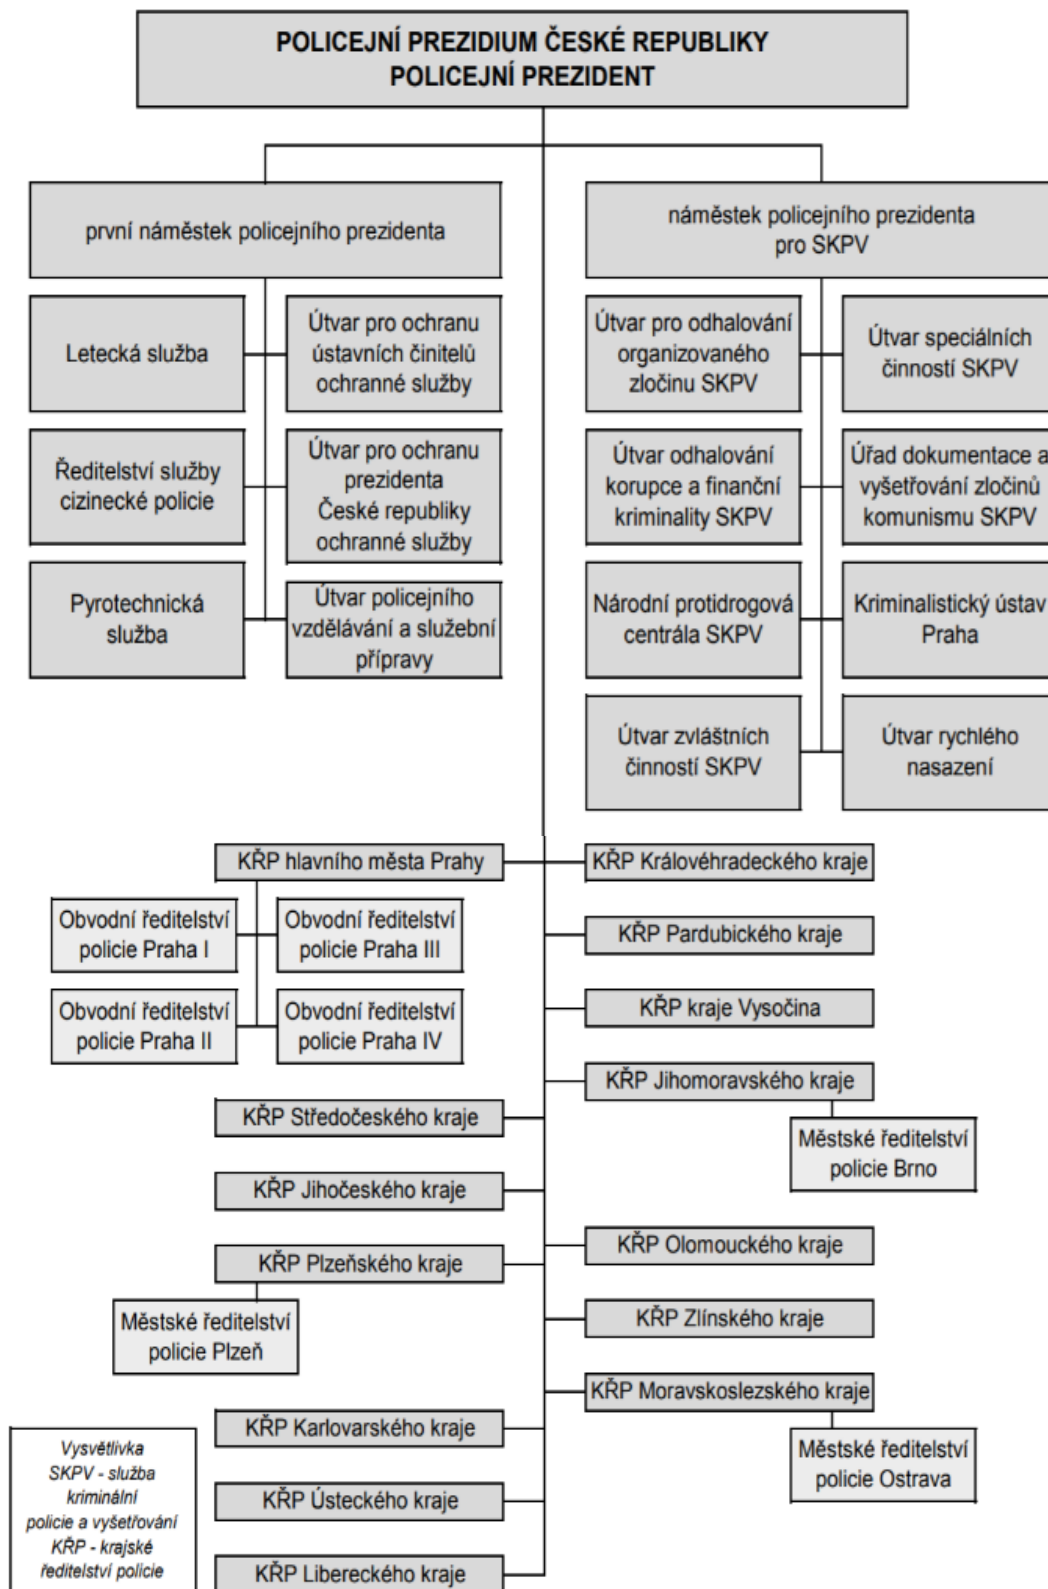 POLICEJNÍ PREZIDIUM ČESKÉ REPUBLIKY
POLICEJNÍ PREZIDENT
první náměstek policejního prezidenta
náměstek policejního prezidenta
pro SKPV
Letecká služba
Útvar pro ochranu
ústavních činitelů
ochranné služby
Útvar pro odhalování
organizovaného
zločinu SKPV
Útvar speciálních
činností SKPV
Ředitelství služby
cizinecké policie
Útvar pro ochranu
prezidenta
České republiky
ochranné služby
Útvar odhalování
korupce a finanční
kriminality SKPV
Úřad dokumentace a
vyšetřování zločinů
komunismu SKPV
Pyrotechnická
služba
Útvar policejního
vzdělávání a služební
přípravy
Národní protidrogová
centrála SKPV
Kriminalistický ústav
Praha
Útvar zvláštních
činností SKPV
Útvar rychlého
nasazení
KŘP hlavního města Prahy
Obvodní ředitelství
policie Praha I
Obvodní ředitelství
policie Praha III
Obvodní ředitelství
policie Praha II
Obvodní ředitelství
policie Praha IV
KŘP Středočeského kraje
KŘP Jihočeského kraje
KŘP Plzeňského kraje
Městské ředitelství
policie Plzeň
KŘP Karlovarského kraje
KŘP Ústeckého kraje
KŘP Libereckého kraje
KŘP Královéhradeckého kraje
KŘP Pardubického kraje
KŘP kraje Vysočina
KŘP Jihomoravského kraje
Městské ředitelství
policie Brno
KŘP Olomouckého kraje
KŘP Zlínského kraje
KŘP Moravskoslezského kraje
Městské ředitelství
policie Ostrava
Vysvětlivka
SKPV - služba
kriminální
policie a vyšetřování
KŘP - krajské
ředitelství policie